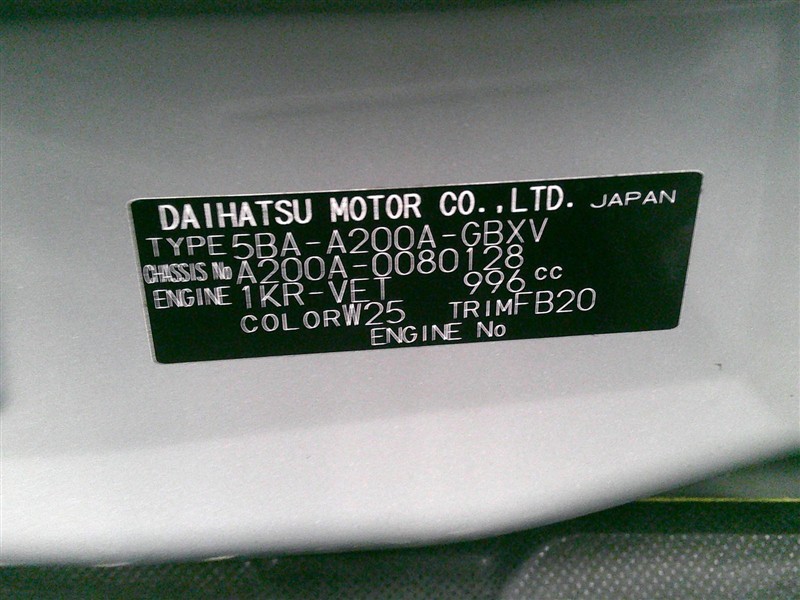 DAIHATSU MOTOR CO.,LTD. JAPAN
TYPE 5BA-A200A-GBXV
CHASSIS No A200A-0080128
ENGINE 1KR-VET 996 cc
COLOR W25 TRIM FB20
ENGINE No